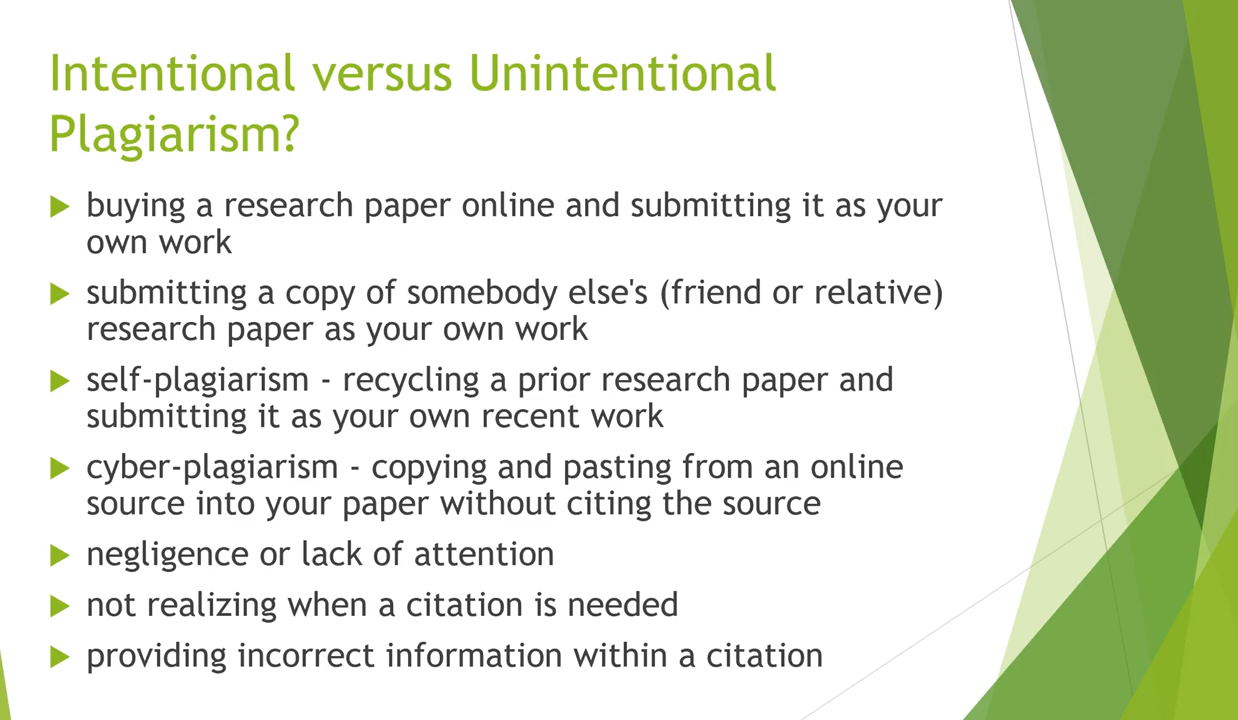 Intentional versus Unintentional
Plagiarism?
buying a research paper online and submitting it as your
own work
submitting a copy of somebody else's (friend or relative)
research paper as your own work
self-plagiarism - recycling a prior research paper and
submitting it as your own recent work
cyber-plagiarism - copying and pasting from an online
source into your paper without citing the source
negligence or lack of attention
not realizing when a citation is needed
providing incorrect information within a citation